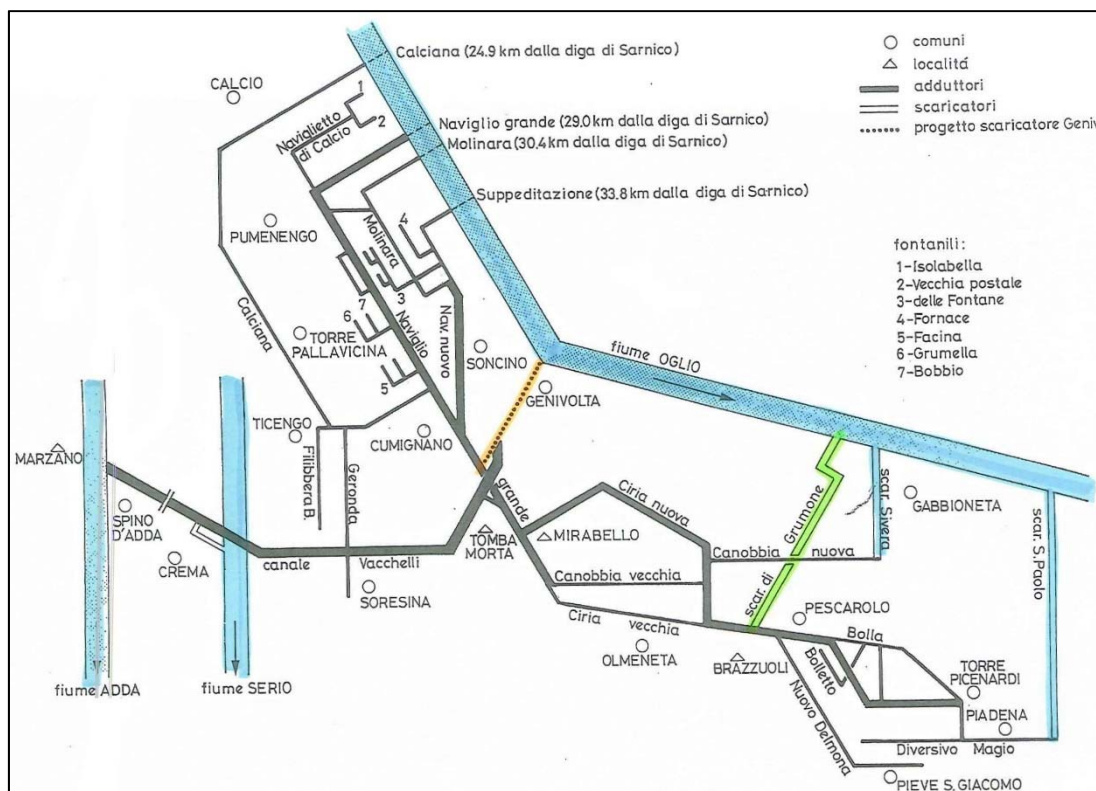 Calciana (24.9 km dalla diga di Sarnico)
CALCIO
1
2
Naviglietto
di Calcio
Naviglio grande (29.0 km dalla diga di Sarnico)
Molinara (30.4 km dalla diga di Sarnico)
Suppeditazione (33.8 km dalla diga di Sarnico)
comuni
localitá
adduttori
scaricatori
progetto scaricatore Geniv
PUMENENGO
Molinara
4
3
7
6
5
Calciana
TORRE
PALLAVICINA
Naviglio
Nav. nuovo
SONCINO
fontanili:
1-Isolabella
2-Vecchia postale
3-delle Fontane
4-Fornace
5-Facina
6-Grumella
7-Bobbio
fiume OGLIO
GENIVOLTA
TICENGO
CUMIGNANO
Filibbera B.
Geronda
MARZANO
SPINO
D'ADDA
CREMA
canale
Vacchelli
SORESINA
grande
TOMBA
MORTA
Ciria
nuova
MIRABELLO
Canobbia vecchia
Canobbia nuova
Ciria vecchia
scar. di Grumone
scar. Sivera
GABBIONETA
scar. S.Paolo
OLMENETA
BRAZZUOLI
PESCAROLO
Bolla
Bolletto
TORRE
PICENARDI
PIADENA
Nuovo Delmona
Diversivo Magio
PIEVE S. GIACOMO
fiume ADDA
fiume SERIO